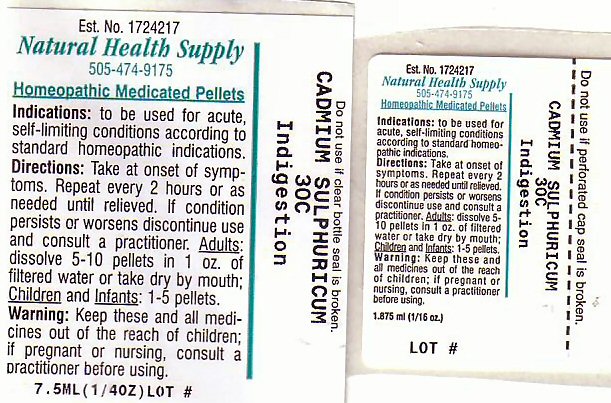 Est. No. 1724217
Natural Health Supply
505-474-9175
Homeopathic Medicated Pellets
Indications: to be used for acute,
self-limiting conditions according to
standard homeopathic indications.
Directions: Take at onset of symp-
toms. Repeat every 2 hours or as
needed until relieved. If condition
persists or worsens discontinue use
and consult a practitioner. Adults:
dissolve 5-10 pellets in 1 oz. of
filtered water or take dry by mouth;
Children and Infants: 1-5 pellets.
Warning: Keep these and all medi-
cines out of the reach of children;
if pregnant or nursing, consult a
practitioner before using.
7.5ML(1/4OZ)LOT #
Do not use if clear bottle seal is broken.
CADMIUM SULPHURICUM
30C
Indigestion
Est. No. 1724217
Natural Health Supply
505-474-9175
Homeopathic Medicated Pellets
Indications: to be used for
acute, self-limiting conditions
according to standard homeo-
pathic indications.
Directions: Take at onset of
symptoms. Repeat every 2
hours or as needed until relieved.
If condition persists or worsens
discontinue use and consult a
practitioner. Adults: dissolve 5-
10 pellets in 1 oz. of filtered
water or take dry by mouth;
Children and Infants: 1-5 pellets.
Warning: Keep these and
all medicines out of the reach
of children; if pregnant or
nursing, consult a practitioner
before using.
1.875 ml (1/16 oz.)
LOT #
Do not use if perforated cap seal is broken.
CADMIUM SULPHURICUM
30C
Indigestion